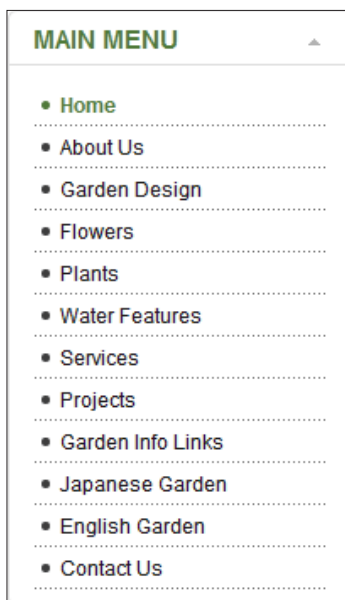 MAIN MENU
Home
About Us
Garden Design
Flowers
Plants
Water Features
Services
Projects
Garden Info Links
Japanese Garden
English Garden
Contact Us